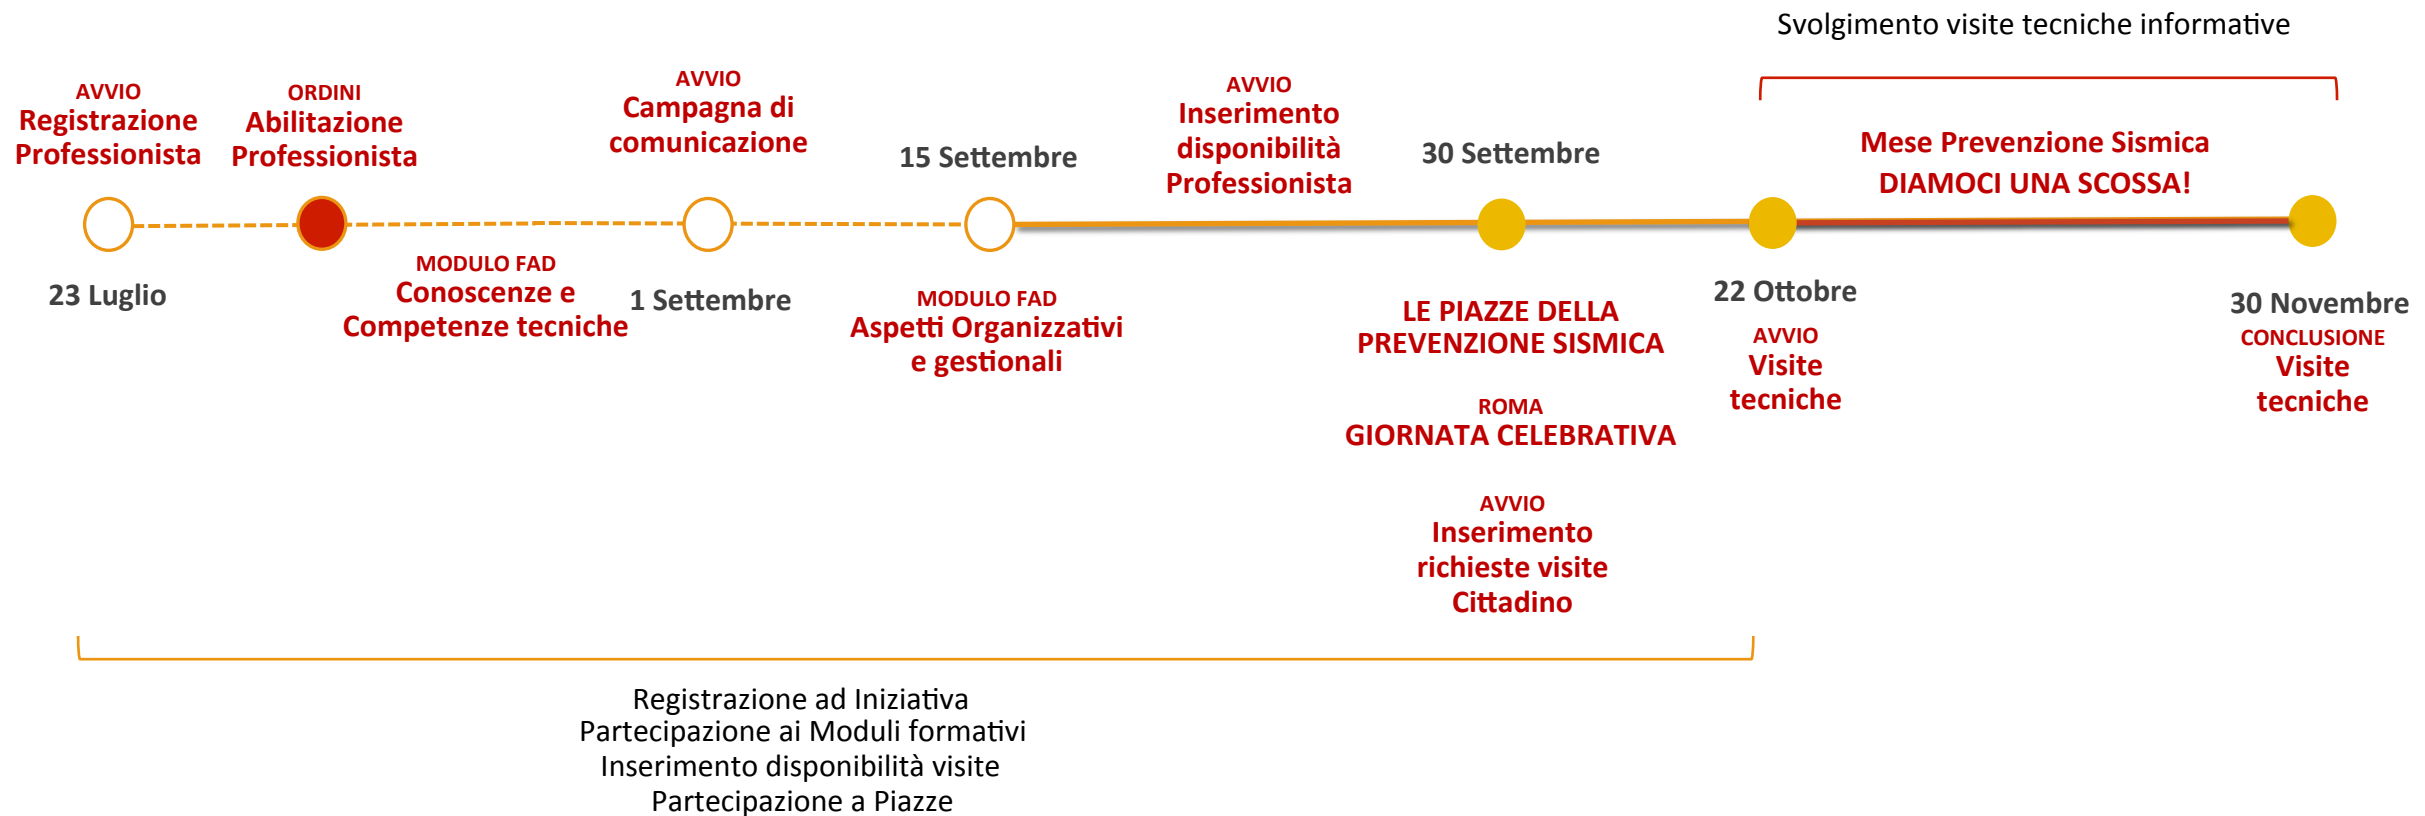 Svolgimento visite tecniche informative
AVVIO
Registrazione
Professionista
ORDINI
Abilitazione
Professionista
AVVIO
Campagna di
comunicazione
15 Settembre
AVVIO
Inserimento
disponibilità
Professionista
30 Settembre
Mese Prevenzione Sismica
DIAMOCI UNA SCOSSA!
23 Luglio
MODULO FAD
Conoscenze e
Competenze tecniche
1 Settembre
MODULO FAD
Aspetti Organizzativi
e gestionali
LE PIAZZE DELLA
PREVENZIONE SISMICA
ROMA
GIORNATA CELEBRATIVA
AVVIO
Inserimento
richieste visite
Cittadino
22 Ottobre
AVVIO
Visite
tecniche
30 Novembre
CONCLUSIONE
Visite
tecniche
Registrazione ad Iniziativa
Partecipazione ai Moduli formativi
Inserimento disponibilità visite
Partecipazione a Piazze